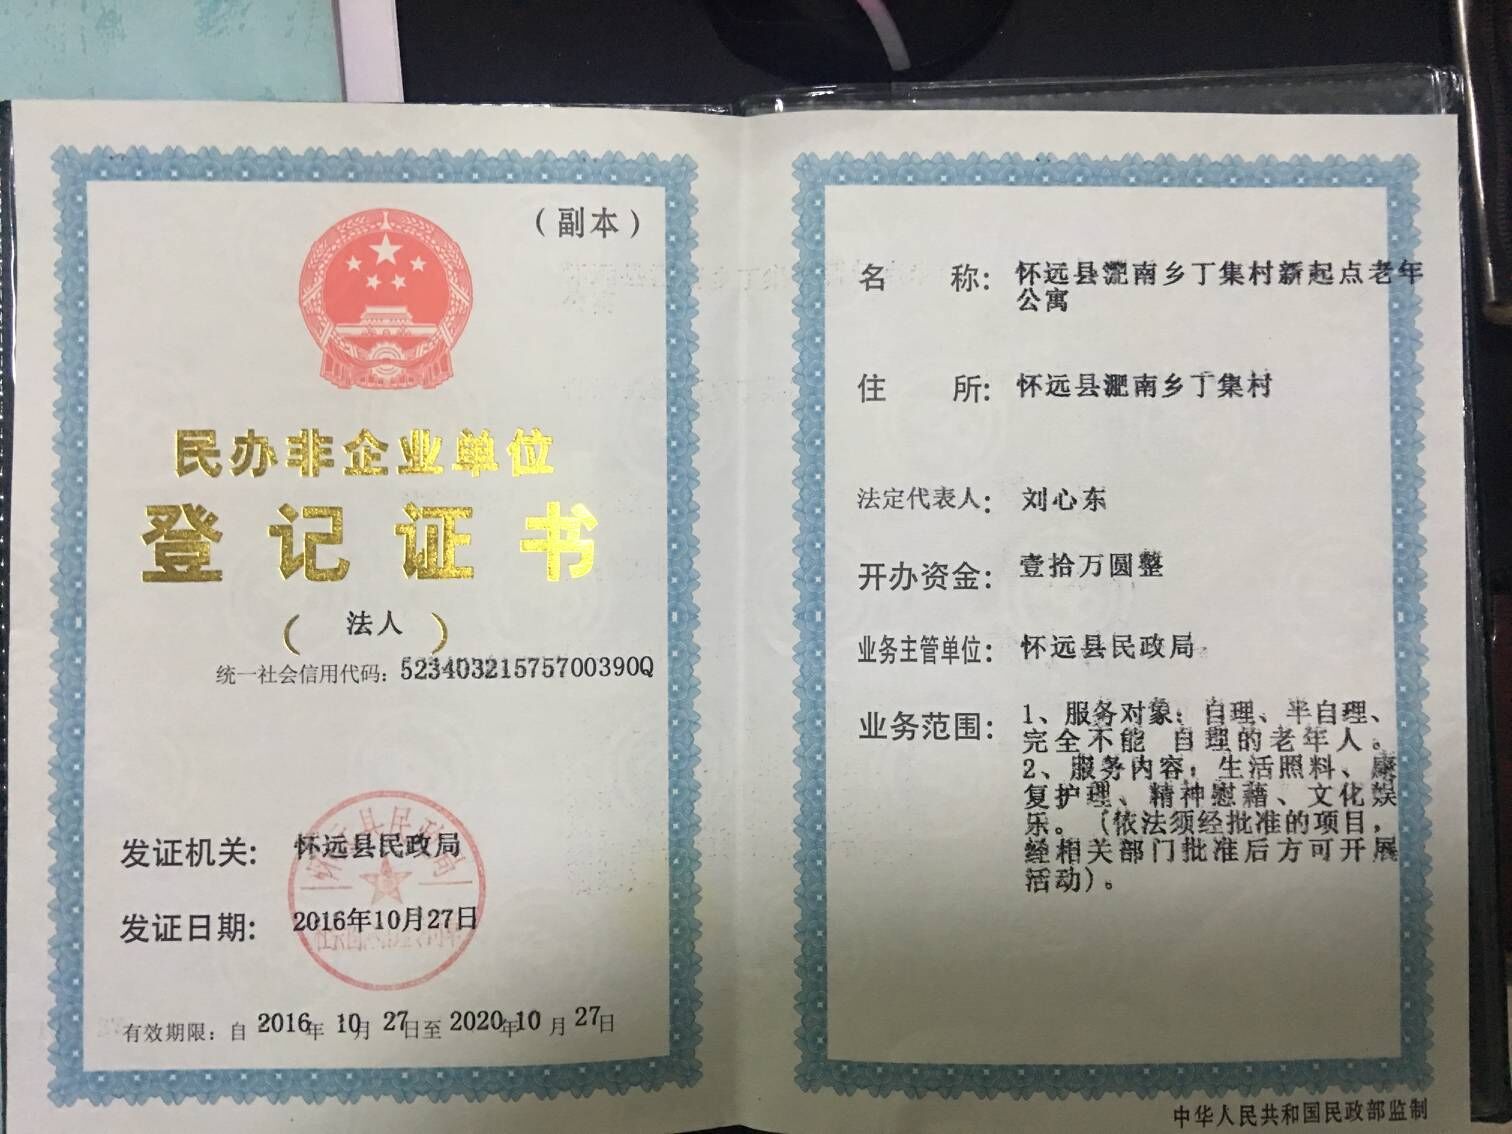 （副本）
民办非企业单位
登记证书
（法人）
统一社会信用代码：52340321575700390Q
发证机关：怀远县民政局
发证日期：2016年10月27日
有效期限：自2016年10月27日至2020年10月27日
名称：怀远县淝南乡丁集村新起点老年
公寓
住所：怀远县淝南乡丁集村
法定代表人：刘心东
开办资金：壹拾万圆整
业务主管单位：怀远县民政局
业务范围：1、服务对象：自理、半自理、
完全不能 自理的老年人。
2、服务内容：生活照料、康
复护理、精神慰藉、文化娱
乐。（依法须经批准的项目，
经相关部门批准后方可开展
活动）。
中华人民共和国民政部监制
怀远县民政局